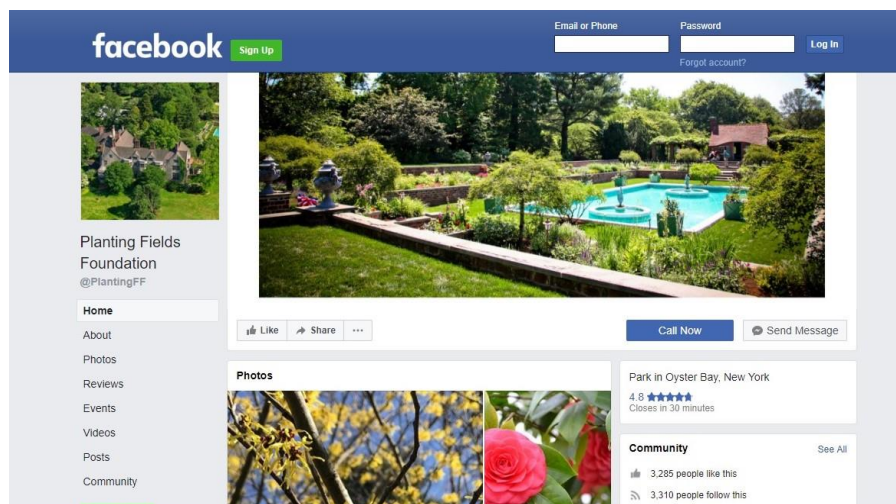 Email or Phone
Password
facebook
Sign Up
Log In
Forgot account?
Planting Fields
Foundation
@PlantingFF
Home
About
Photos
Reviews
Events
Videos
Posts
Community
Like
Share
Call Now
Send Message
Photos
Park in Oyster Bay, New York
4.8
Closes in 30 minutes
Community
See All
3,285 people like this
3,310 people follow this